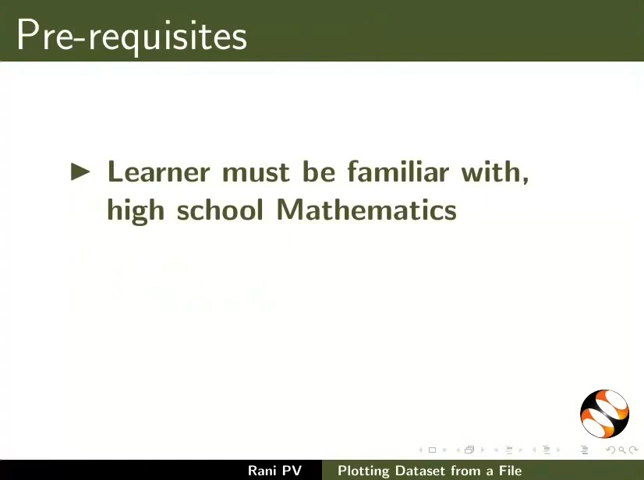 Pre-requisites
▶ Learner must be familiar with,
high school Mathematics
Rani PV Plotting Dataset from a File